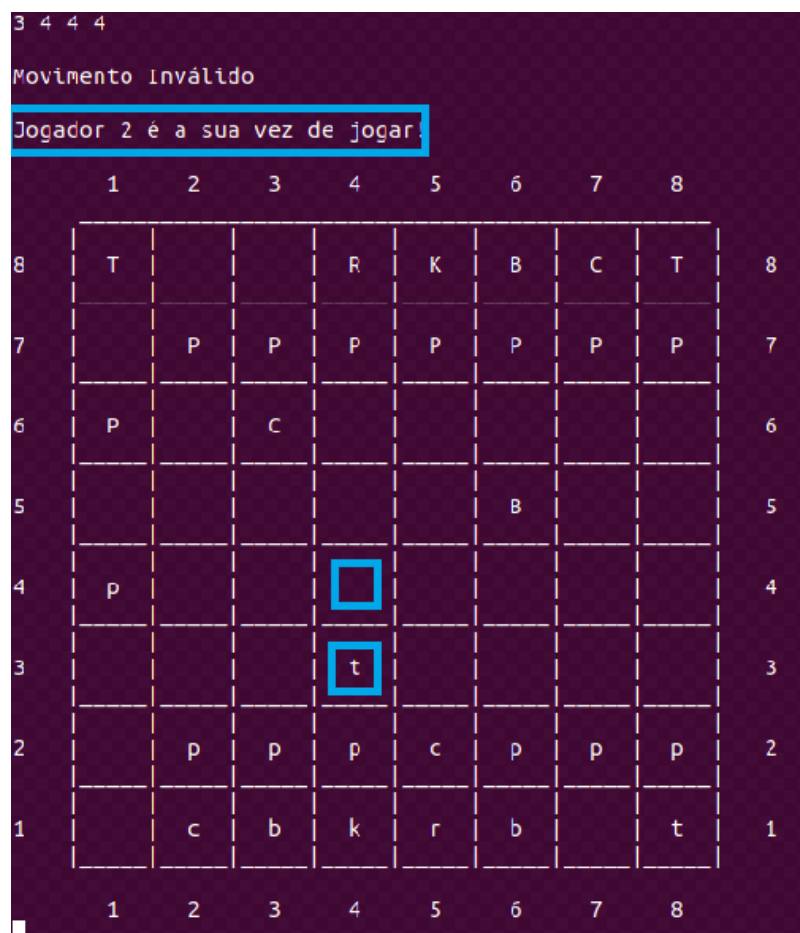 3 4 4 4
Movimento Inválido
Jogador 2 é a sua vez de jogar!
1 2 3 4 5 6 7 8
8 T R K B C T 8
7 P P P P P P P 7
6 P C 6
5 B 5
4 p 4
3 t 3
2 p p p c p p p 2
1 c b k r b t 1
1 2 3 4 5 6 7 8